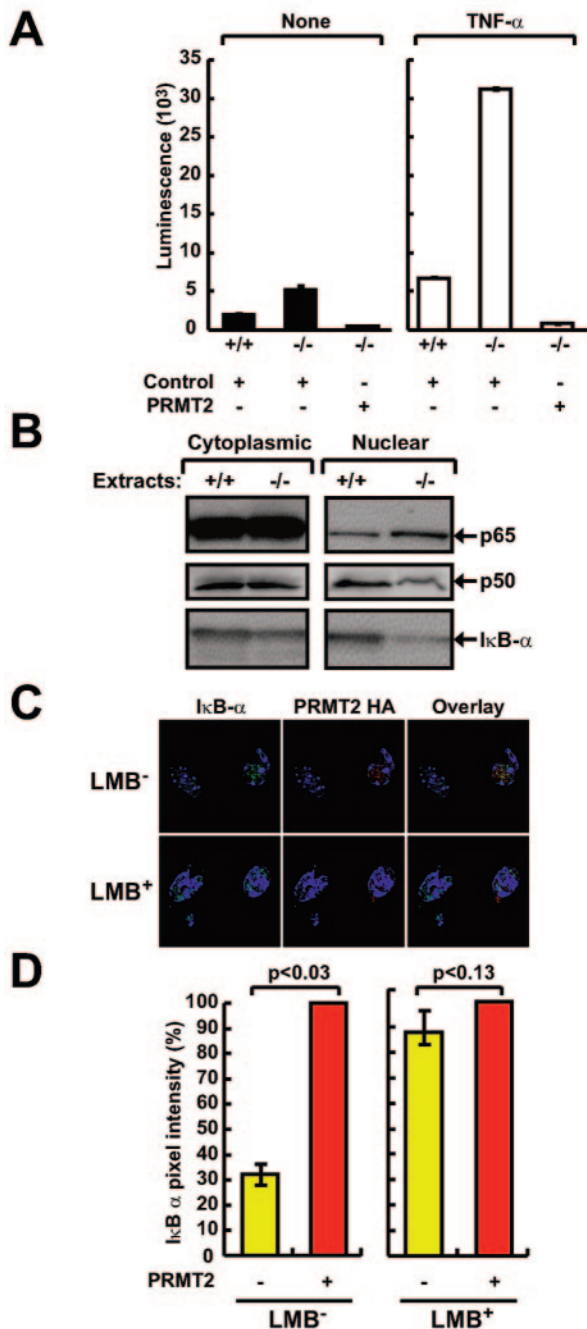 A
None
TNF-α
Luminescence (10³)
35
30
25
20
15
10
5
0
+/+ -/- -/- +/+ -/- -/-
Control + + - + + -
PRMT2 - - + - - +
B
Cytoplasmic Nuclear
Extracts: +/+ -/- +/+ -/-
p65
p50
IκB-α
C
IκB-α PRMT2 HA Overlay
LMB⁻
LMB⁺
D
p<0.03 p<0.13
IκB α pixel intensity (%)
100
90
80
70
60
50
40
30
20
10
0
PRMT2 - + - +
LMB⁻ LMB⁺